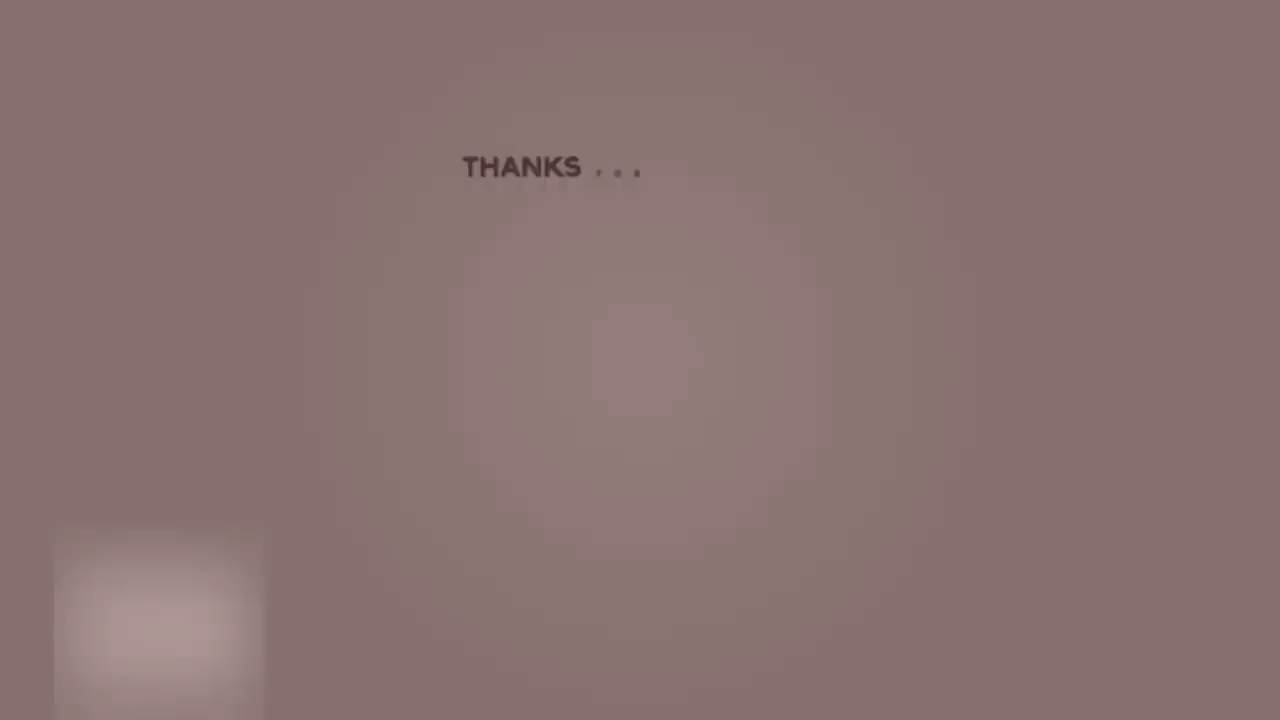 THANKS . . .